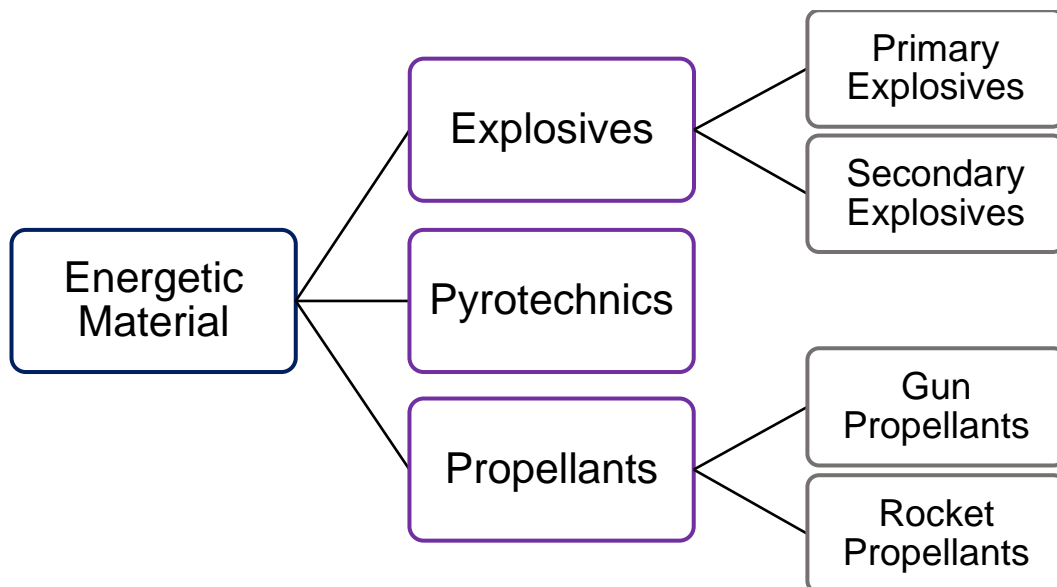 Energetic
Material
Explosives
Primary
Explosives
Secondary
Explosives
Pyrotechnics
Propellants
Gun
Propellants
Rocket
Propellants